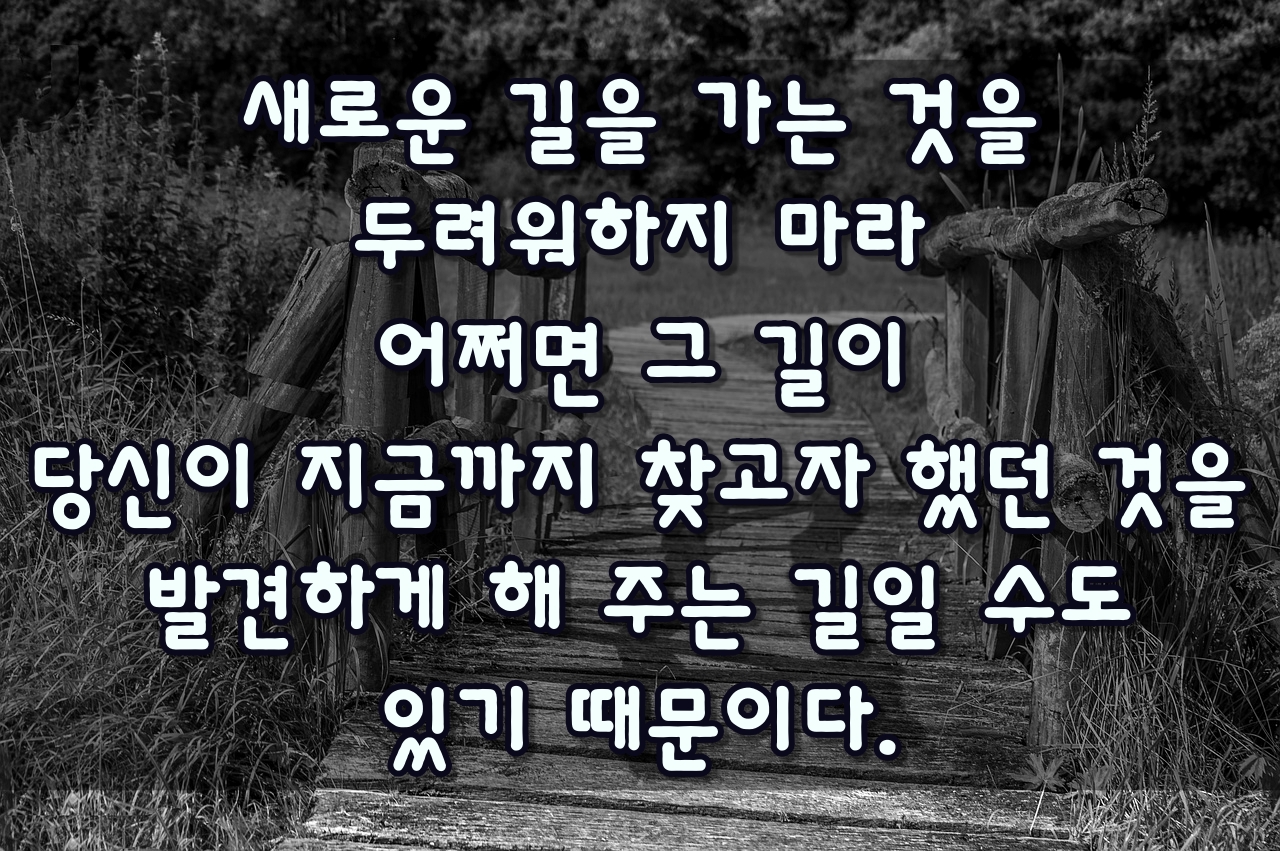 새로운 길을 가는 것을
두려워하지 마라
어쩌면 그 길이
당신이 지금까지 찾고자 했던 것을
발견하게 해 주는 길일 수도
있기 때문이다.